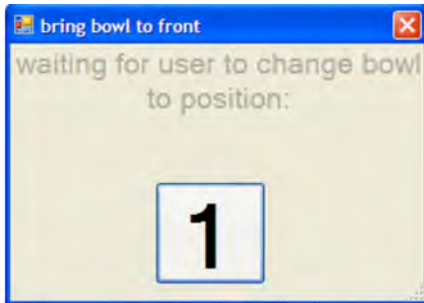 bring bowl to front
waiting for user to change bowl
to position:
1